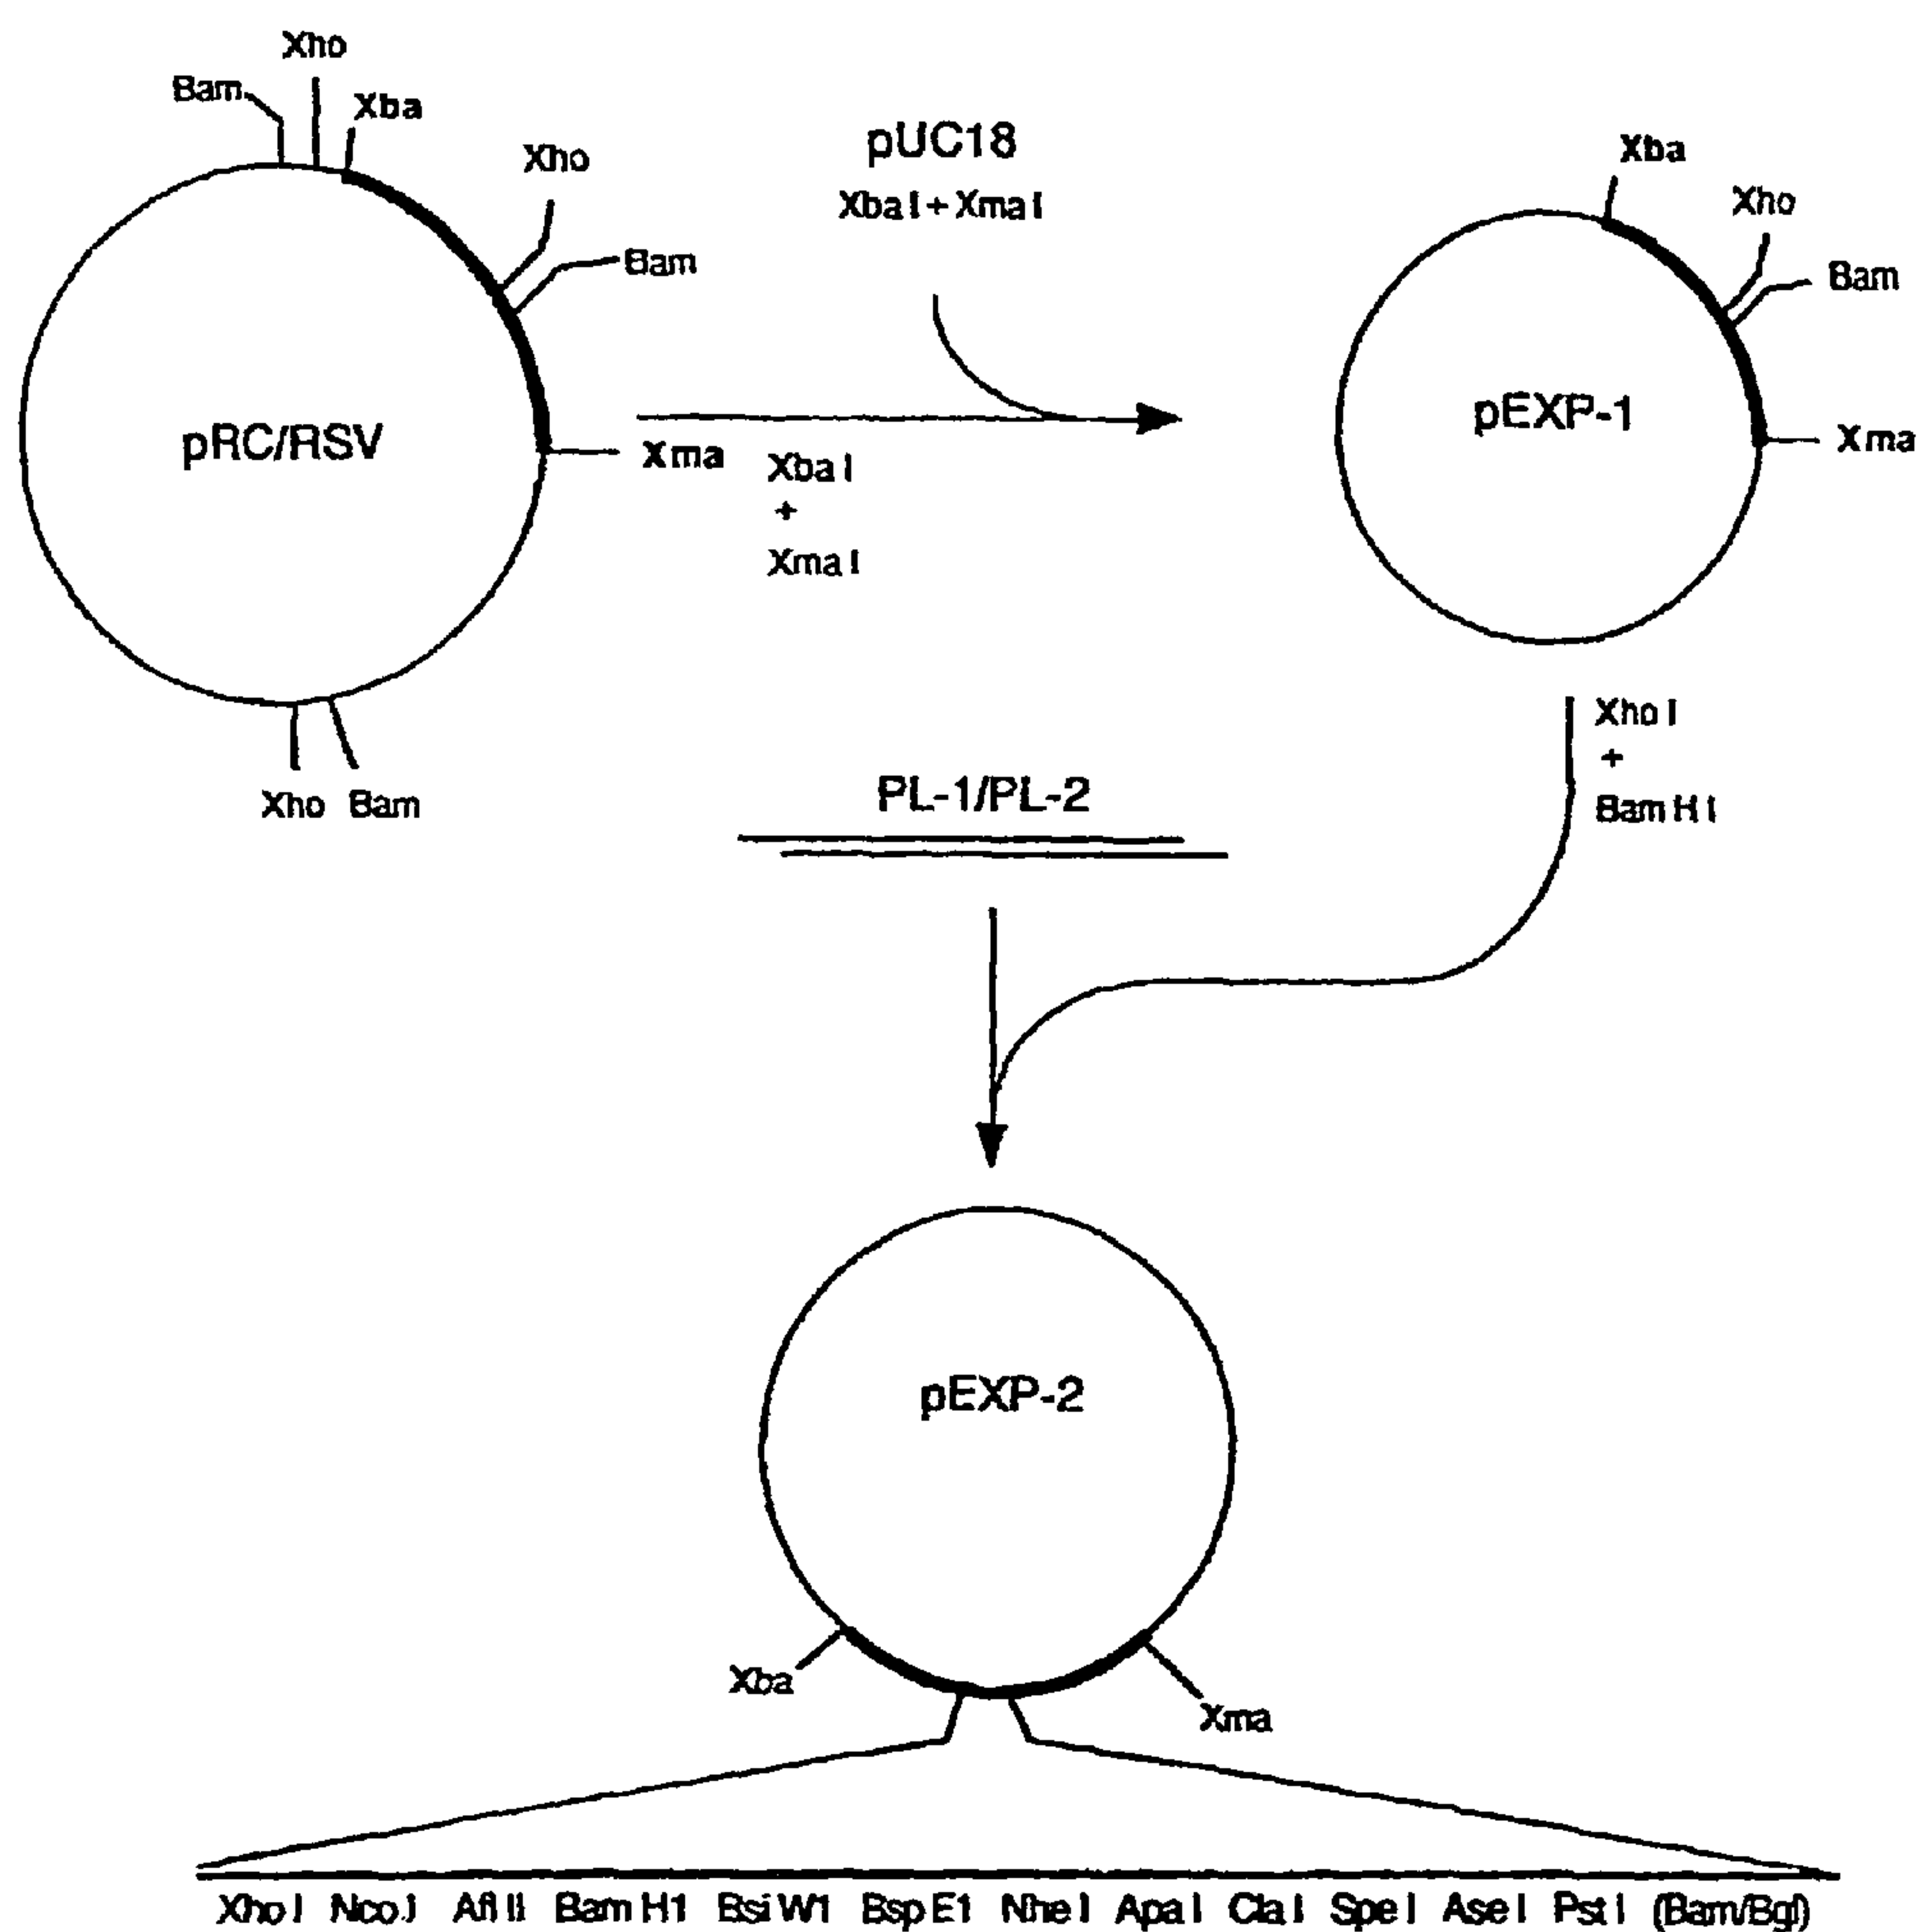 Xho
Bam
Xba
Xho
Bam
pRC/RSV
Xma
Xho Bam
pUC18
XbaI+XmaI
XbaI
+
XmaI
Xba
Xho
Bam
pEXP-1
Xma
XhoI
+
BamHI
PL-1/PL-2
pEXP-2
Xba
Xma
XhoI NcoI AflII BamH1 BsiW1 BspE1 NheI ApaI ClaI SpeI AseI PstI (Bam/Bgl)